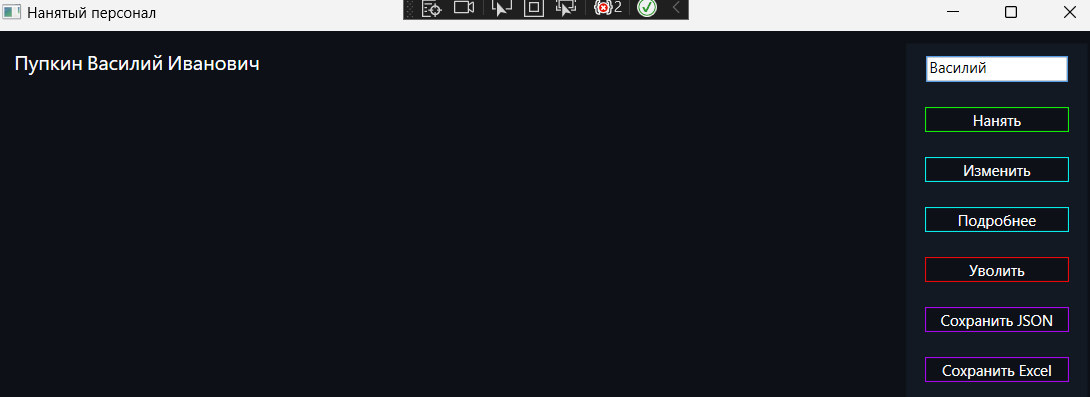 Нанятый персонал
2
Пупкин Василий Иванович
Василий
Нанять
Изменить
Подробнее
Уволить
Сохранить JSON
Сохранить Excel